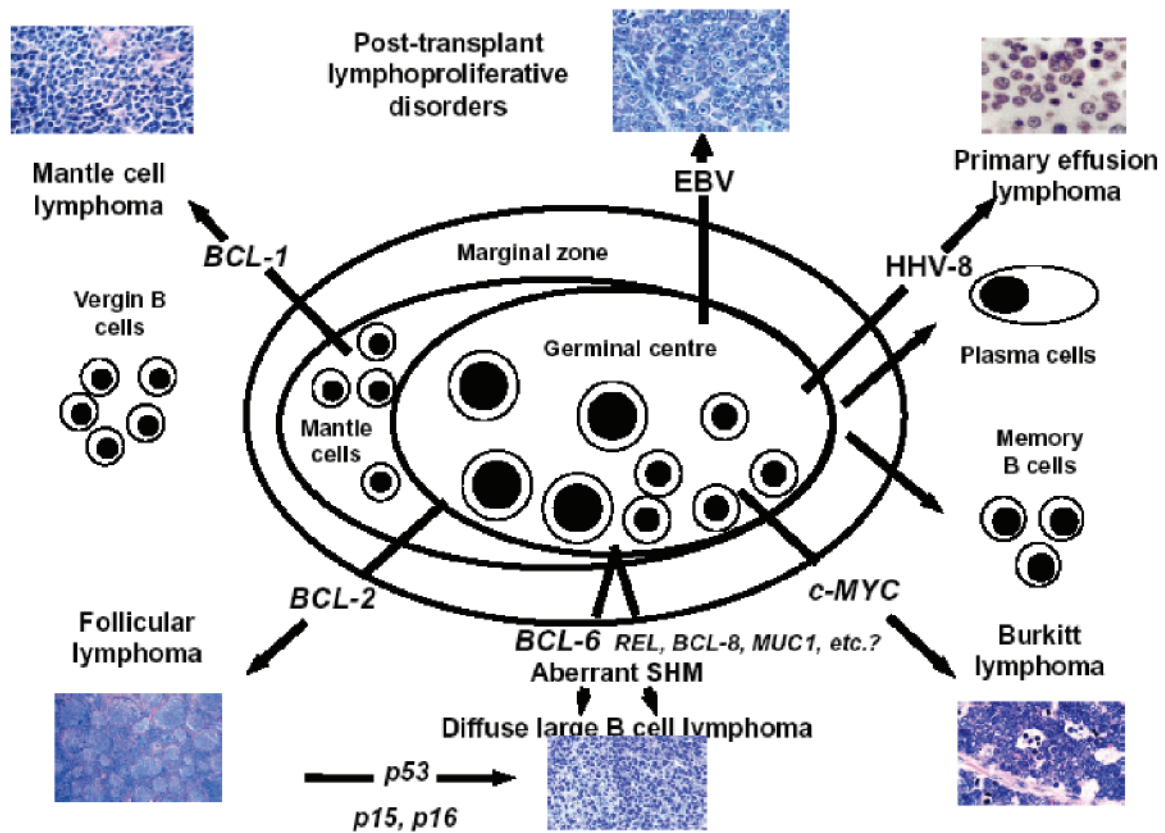 Post-transplant
lymphoproliferative
disorders
Mantle cell
lymphoma
EBV
Primary effusion
lymphoma
BCL-1
Marginal zone
HHV-8
Vergin B
cells
Germinal centre
Plasma cells
Mantle
cells
Memory
B cells
BCL-2
c-MYC
Follicular
lymphoma
BCL-6 REL, BCL-8, MUC1, etc.?
Aberrant SHM
Burkitt
lymphoma
Diffuse large B cell lymphoma
p53
p15, p16